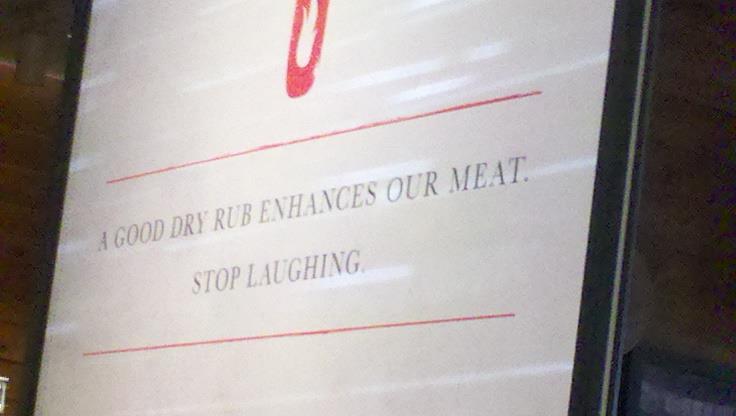 A GOOD DRY RUB ENHANCES OUR MEAT.
STOP LAUGHING.